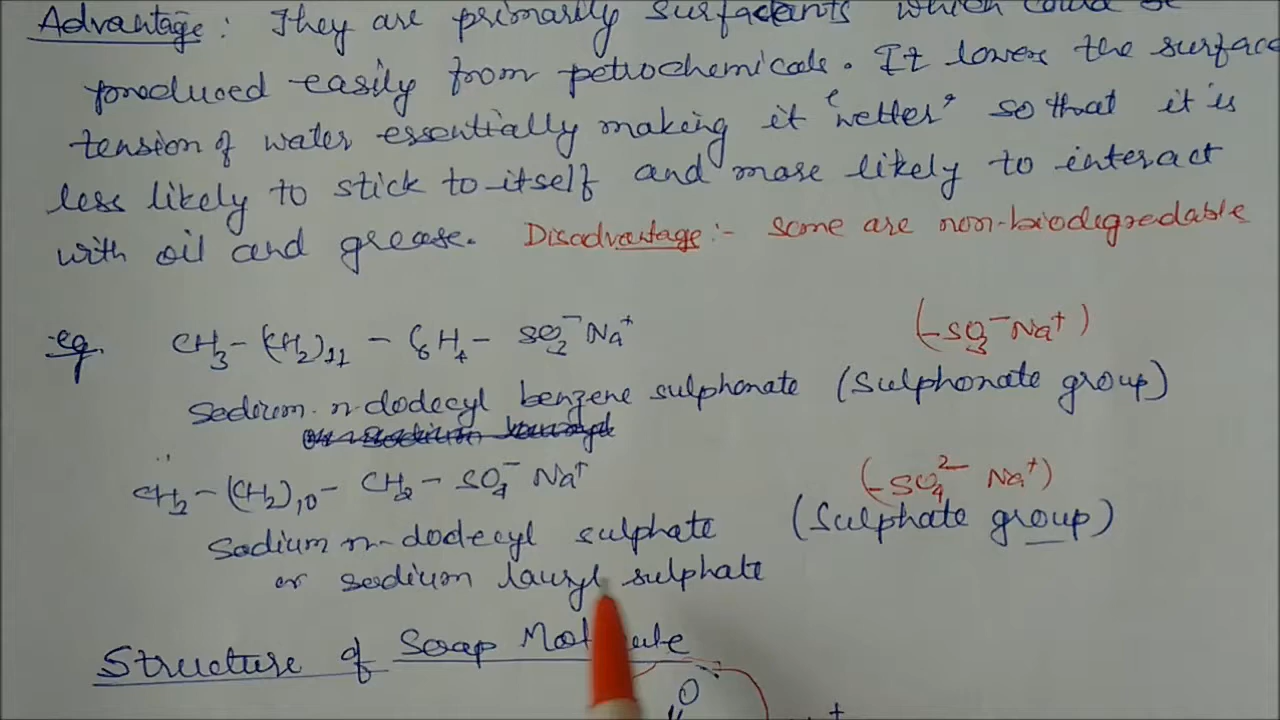 Advantage : They are primarily surfactants which could be
produced easily from petrochemicals. It lowers the surface
tension of water essentially making it 'wetter' so that it is
less likely to stick to itself and more likely to interact
with oil and grease. Disadvantage :- some are non-biodegradable
eg. CH₃ - (CH₂)₁₁ - C₆H₄ - SO₃⁻Na⁺ (-SO₃⁻Na⁺)
Sodium n-dodecyl benzene sulphonate (Sulphonate group)
CH₂ - (CH₂)₁₀ - CH₂ - SO₄⁻ Na⁺ (-SO₄²⁻ Na⁺)
Sodium n-dodecyl sulphate (Sulphate group)
or sodium lauryl sulphate
Structure of Soap
O
+